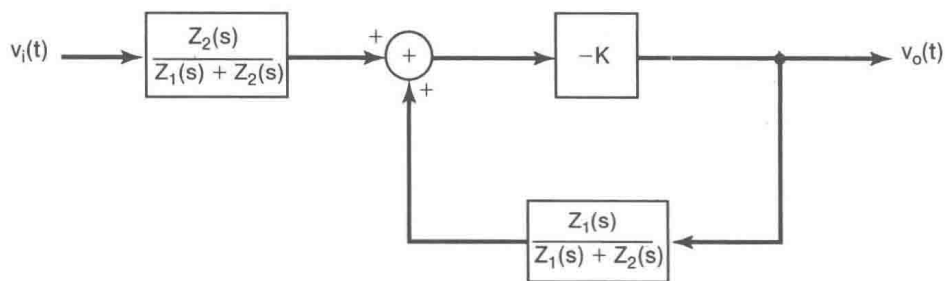 v_i(t)
Z_2(s)
Z_1(s) + Z_2(s)
+
+
+
−K
v_o(t)
Z_1(s)
Z_1(s) + Z_2(s)